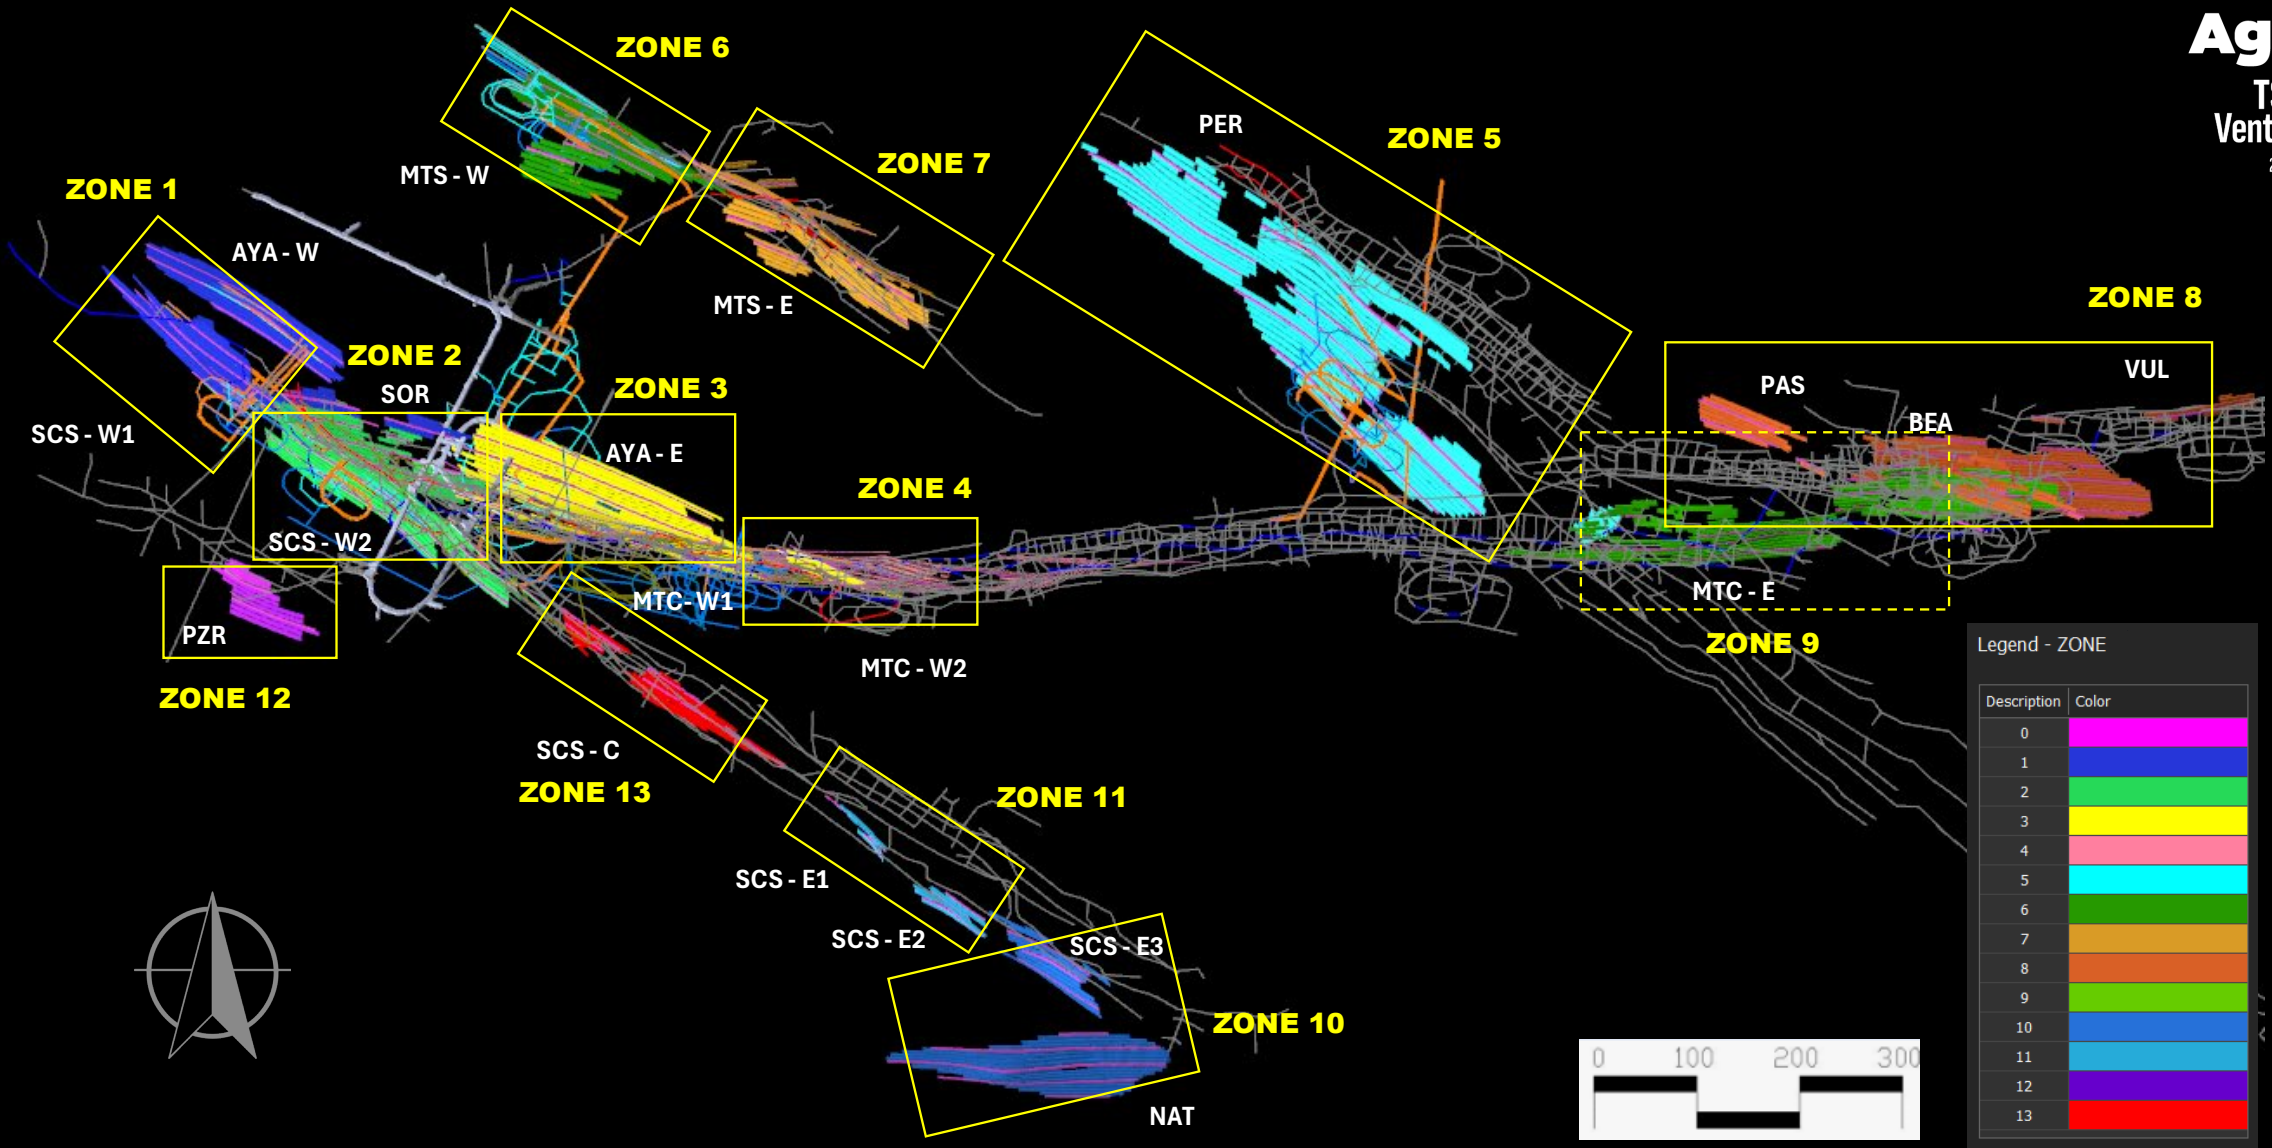 Ag
ZONE 6
TS
Vent
ZONE 5
PER
ZONE 7
MTS - W
ZONE 1
AYA - W
ZONE 8
MTS - E
ZONE 2
VUL
PAS
SOR
ZONE 3
BEA
SCS - W1
AYA - E
ZONE 4
SCS - W2
MTC - E
MTC- W1
PZR
ZONE 9
MTC - W2
ZONE 12
SCS - C
ZONE 13
ZONE 11
SCS - E1
SCS - E2
SCS - E3
ZONE 10
NAT
0 100 200 300
Legend - ZONE
Description Color
0
1
2
3
4
5
6
7
8
9
10
11
12
13